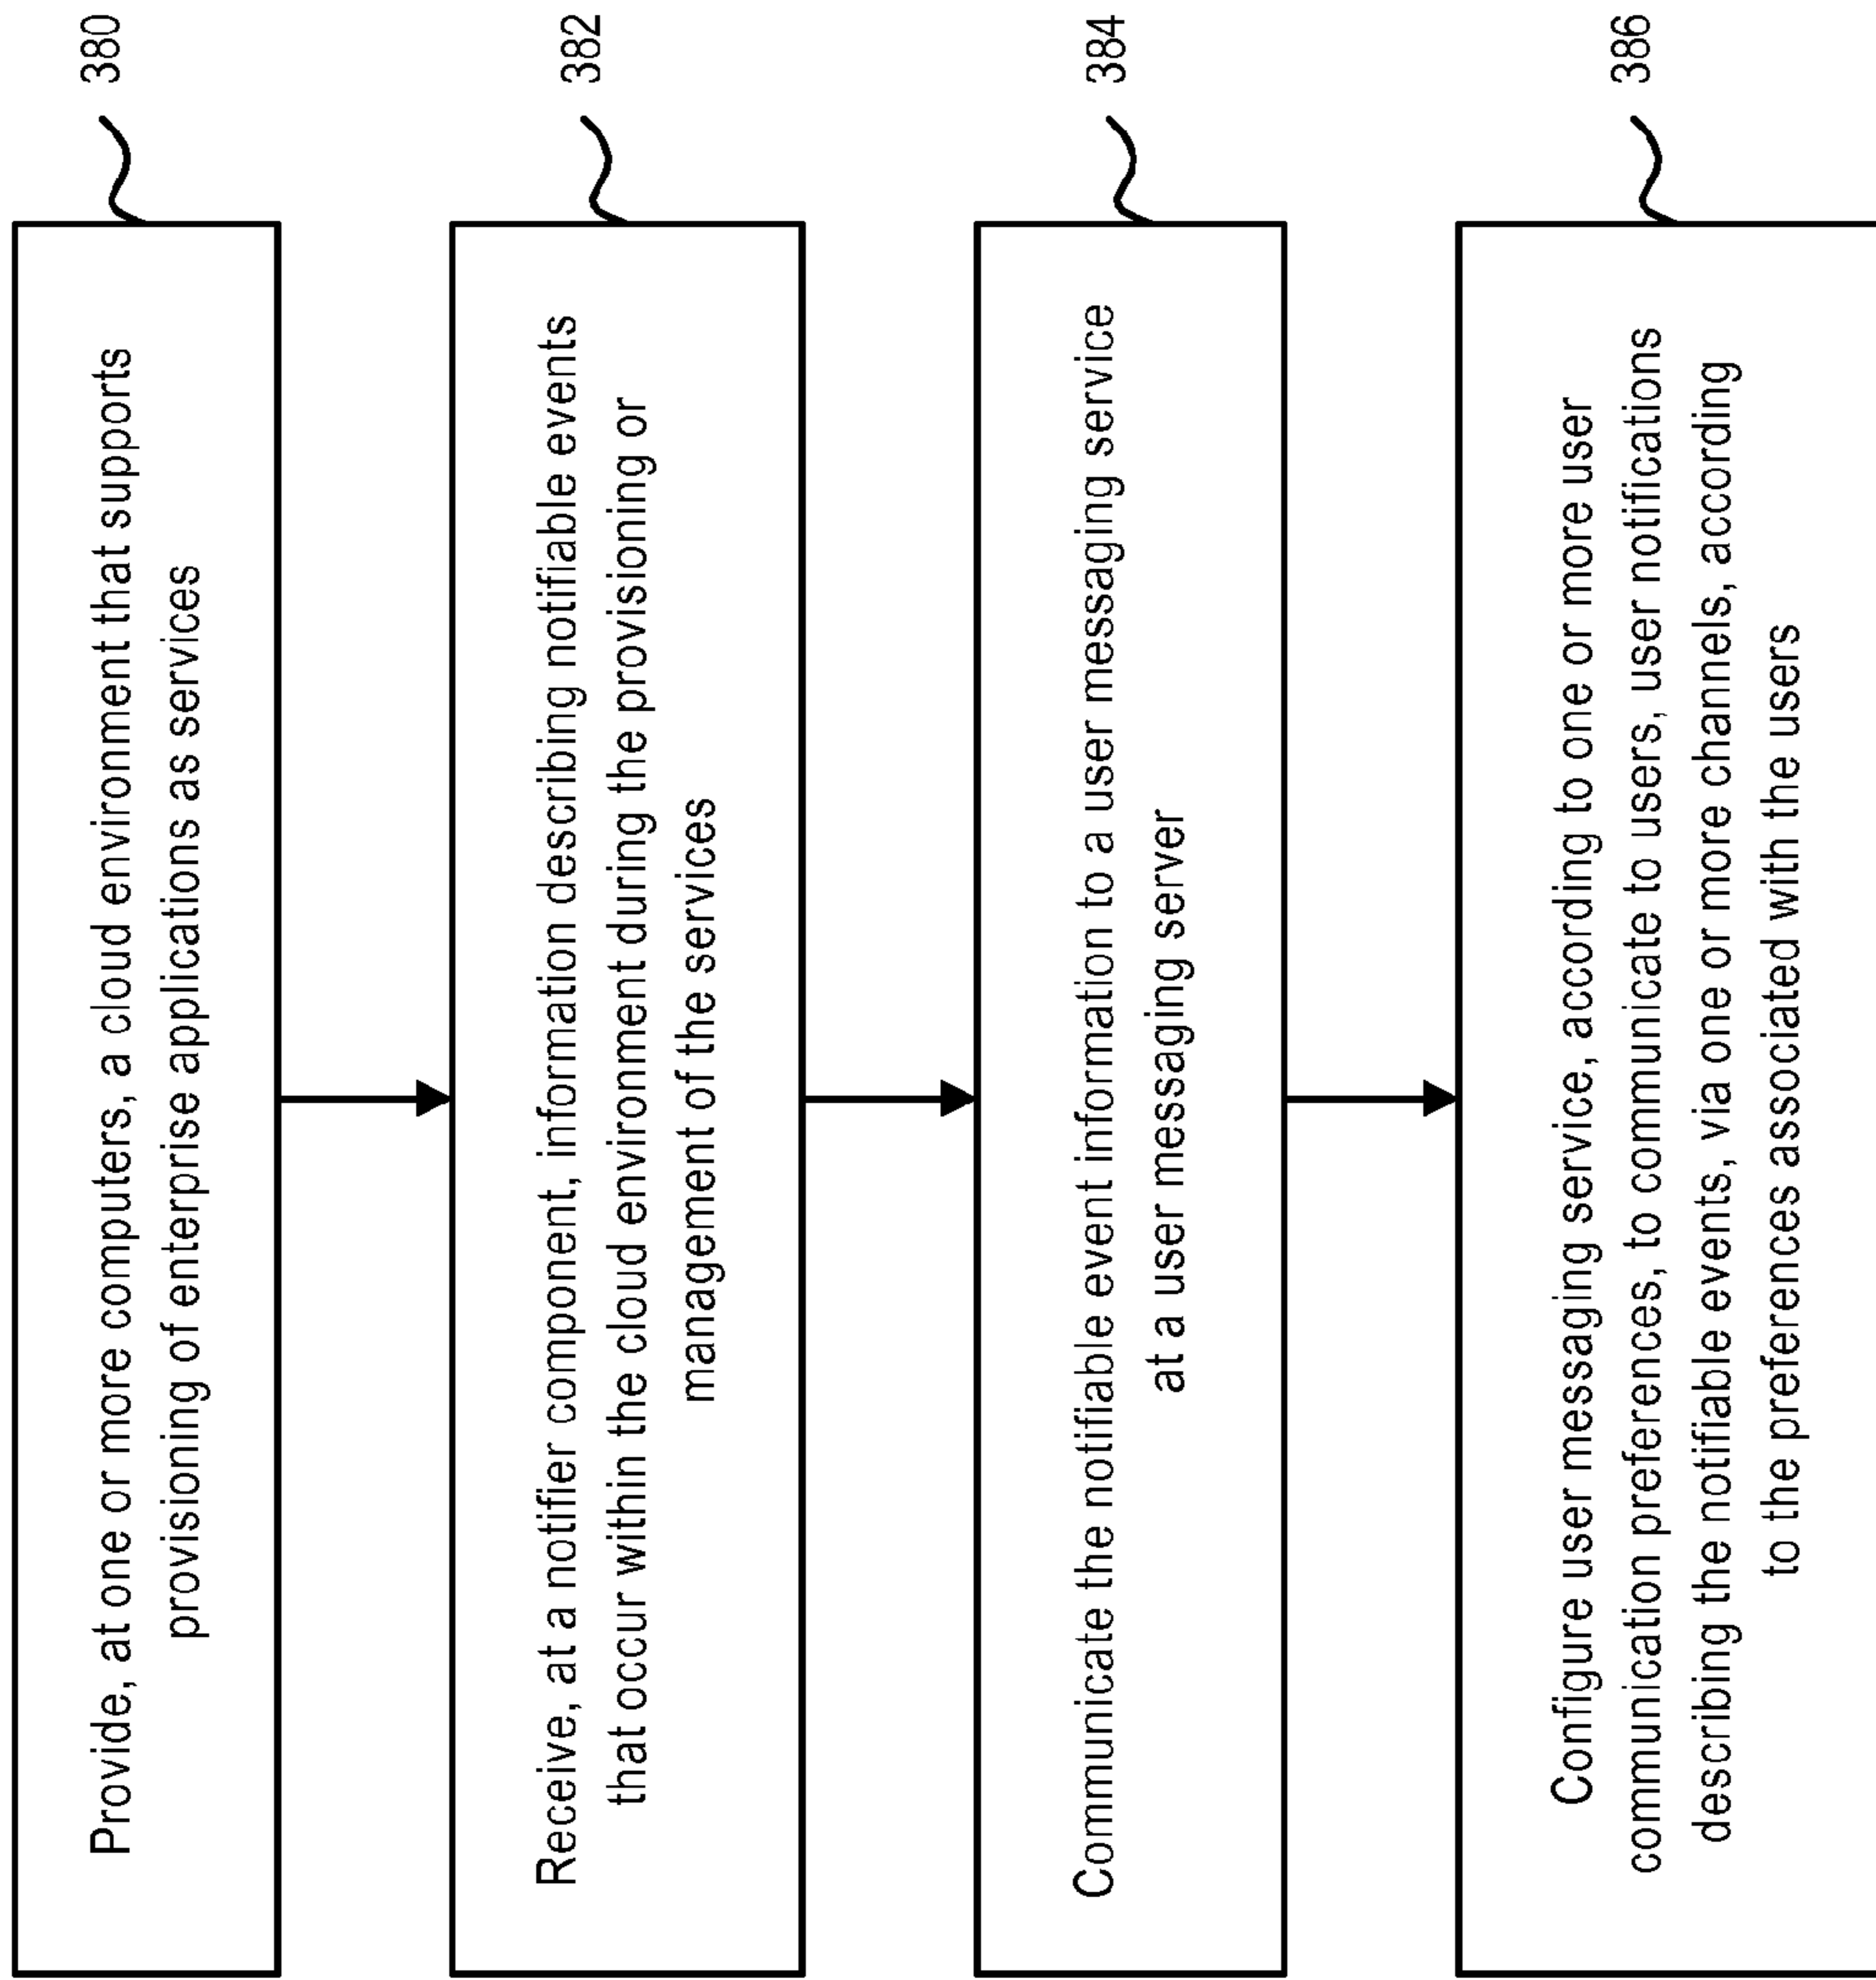 Provide, at one or more computers, a cloud environment that supports
provisioning of enterprise applications as services
380
Receive, at a notifier component, information describing notifiable events
that occur within the cloud environment during the provisioning or
management of the services
382
Communicate the notifiable event information to a user messaging service
at a user messaging server
384
Configure user messaging service, according to one or more user
communication preferences, to communicate to users, user notifications
describing the notifiable events, via one or more channels, according
to the preferences associated with the users
386